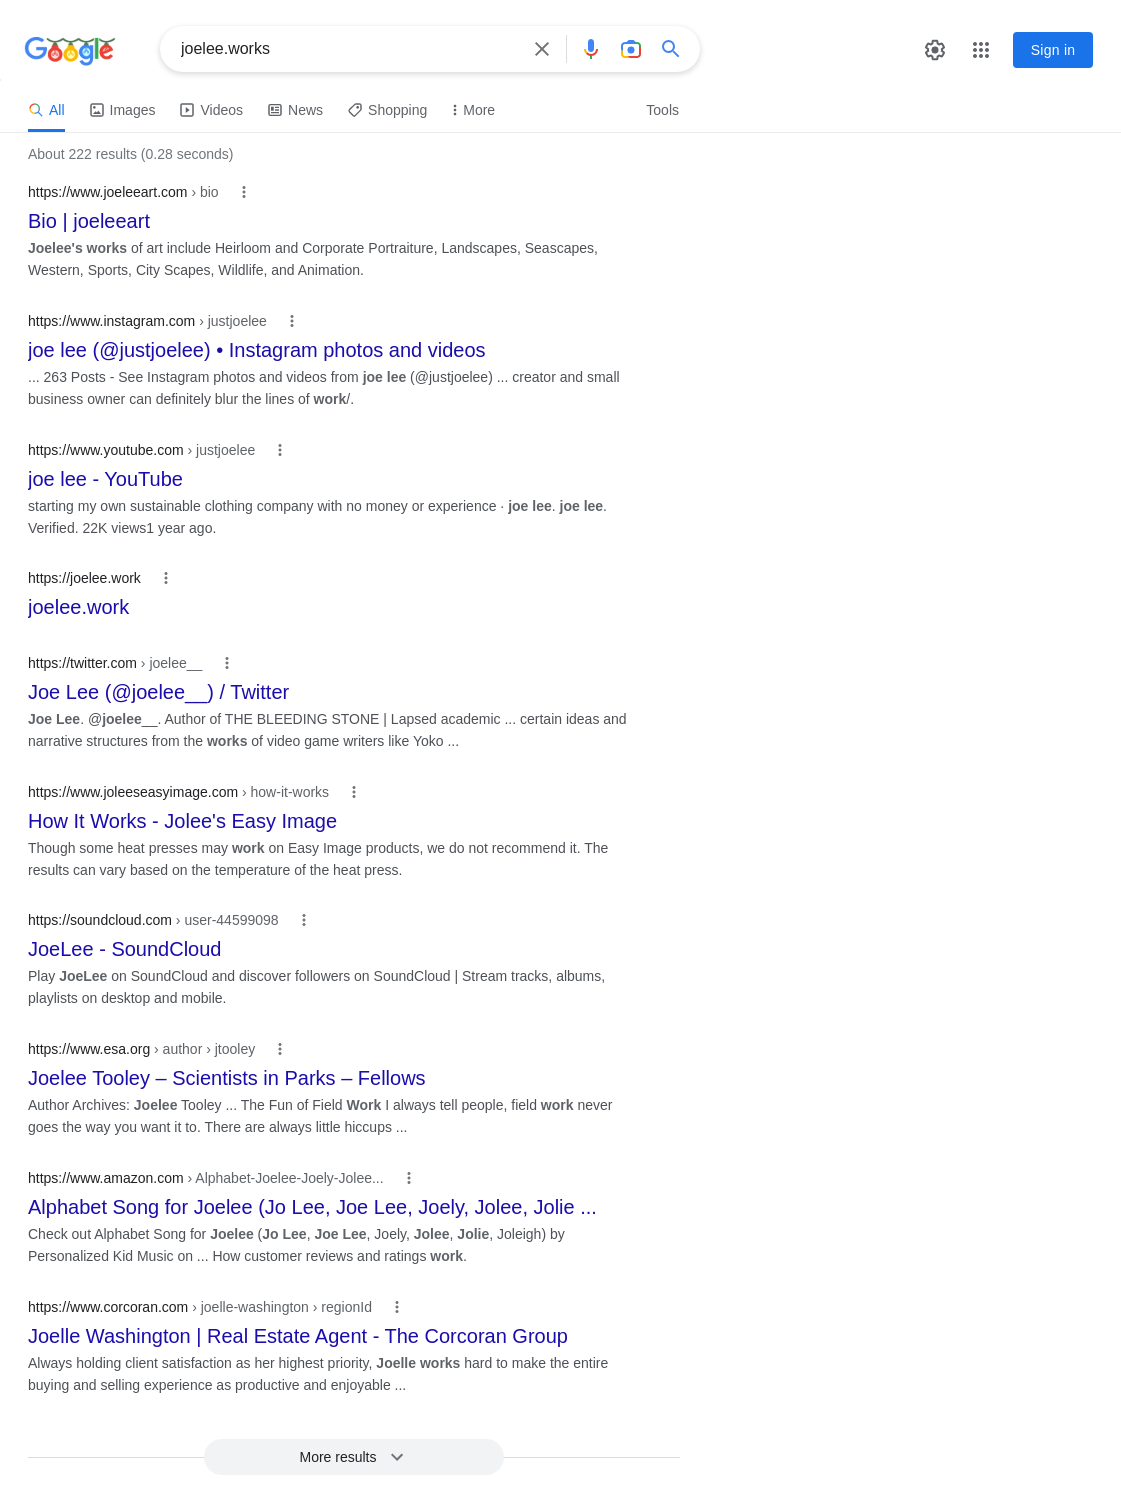 Google
joelee.works
Sign in
All Images Videos News Shopping More Tools
About 222 results (0.28 seconds)
https://www.joeleeart.com › bio
Bio | joeleeart
Joelee's works of art include Heirloom and Corporate Portraiture, Landscapes, Seascapes,
Western, Sports, City Scapes, Wildlife, and Animation.
https://www.instagram.com › justjoelee
joe lee (@justjoelee) • Instagram photos and videos
... 263 Posts - See Instagram photos and videos from joe lee (@justjoelee) ... creator and small
business owner can definitely blur the lines of work/.
https://www.youtube.com › justjoelee
joe lee - YouTube
starting my own sustainable clothing company with no money or experience · joe lee. joe lee.
Verified. 22K views1 year ago.
https://joelee.work
joelee.work
https://twitter.com › joelee__
Joe Lee (@joelee__) / Twitter
Joe Lee. @joelee__. Author of THE BLEEDING STONE | Lapsed academic ... certain ideas and
narrative structures from the works of video game writers like Yoko ...
https://www.joleeseasyimage.com › how-it-works
How It Works - Jolee's Easy Image
Though some heat presses may work on Easy Image products, we do not recommend it. The
results can vary based on the temperature of the heat press.
https://soundcloud.com › user-44599098
JoeLee - SoundCloud
Play JoeLee on SoundCloud and discover followers on SoundCloud | Stream tracks, albums,
playlists on desktop and mobile.
https://www.esa.org › author › jtooley
Joelee Tooley – Scientists in Parks – Fellows
Author Archives: Joelee Tooley ... The Fun of Field Work I always tell people, field work never
goes the way you want it to. There are always little hiccups ...
https://www.amazon.com › Alphabet-Joelee-Joely-Jolee...
Alphabet Song for Joelee (Jo Lee, Joe Lee, Joely, Jolee, Jolie ...
Check out Alphabet Song for Joelee (Jo Lee, Joe Lee, Joely, Jolee, Jolie, Joleigh) by
Personalized Kid Music on ... How customer reviews and ratings work.
https://www.corcoran.com › joelle-washington › regionId
Joelle Washington | Real Estate Agent - The Corcoran Group
Always holding client satisfaction as her highest priority, Joelle works hard to make the entire
buying and selling experience as productive and enjoyable ...
More results